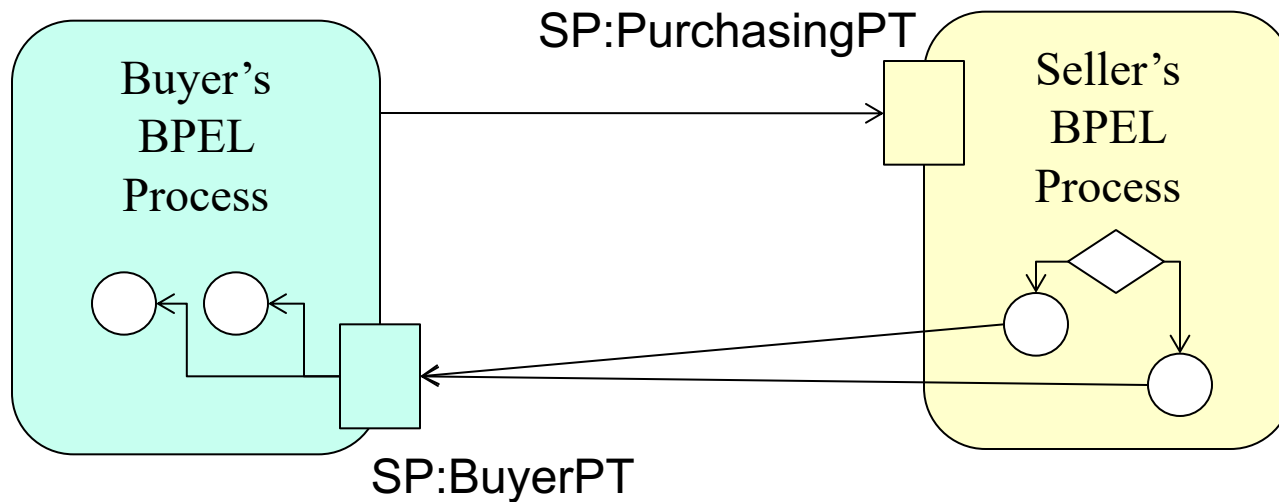 SP:PurchasingPT
Buyer’s
BPEL
Process
Seller’s
BPEL
Process
SP:BuyerPT